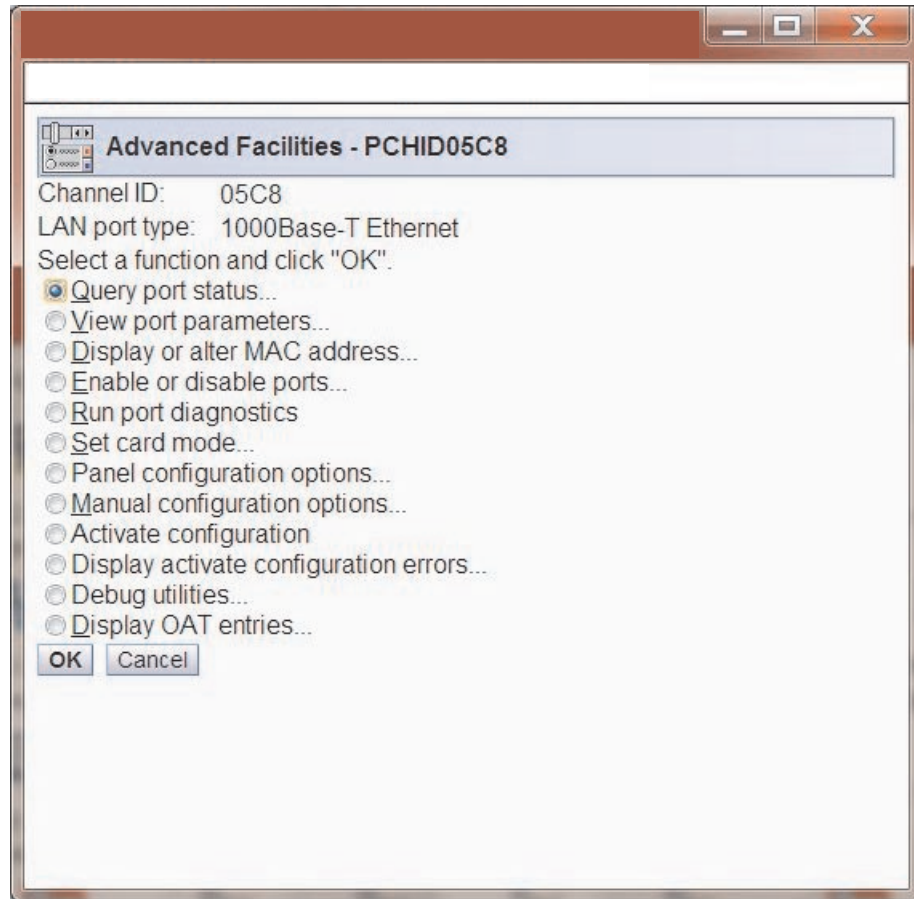 Advanced Facilities - PCHID05C8
Channel ID: 05C8
LAN port type: 1000Base-T Ethernet
Select a function and click "OK".
Query port status...
View port parameters...
Display or alter MAC address...
Enable or disable ports...
Run port diagnostics
Set card mode...
Panel configuration options...
Manual configuration options...
Activate configuration
Display activate configuration errors...
Debug utilities...
Display OAT entries...
OK Cancel